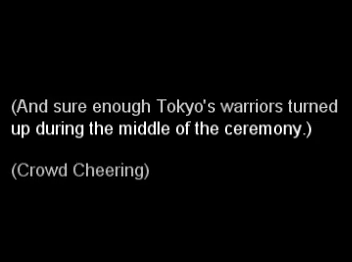 (And sure enough Tokyo's warriors turned
up during the middle of the ceremony.)
(Crowd Cheering)